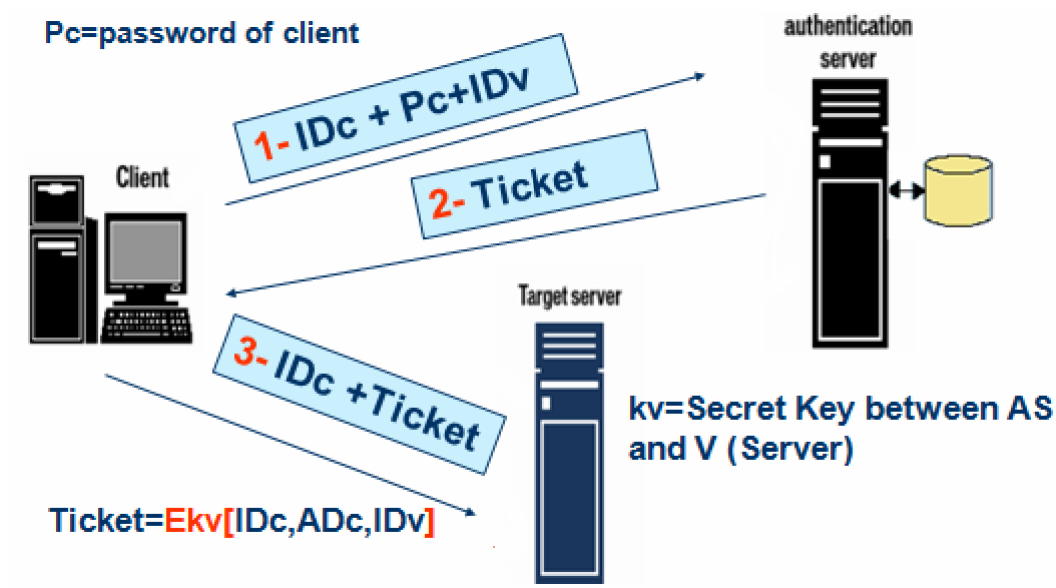 Pc=password of client
authentication
server
1- IDc + Pc+IDv
Client
2- Ticket
Target server
3- IDc +Ticket
kv=Secret Key between AS
and V (Server)
Ticket=Ekv[IDc,ADc,IDv]